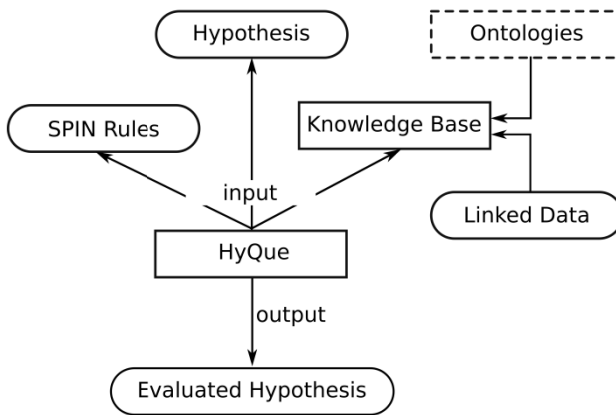 Hypothesis
Ontologies
SPIN Rules
Knowledge Base
input
Linked Data
HyQue
output
Evaluated Hypothesis